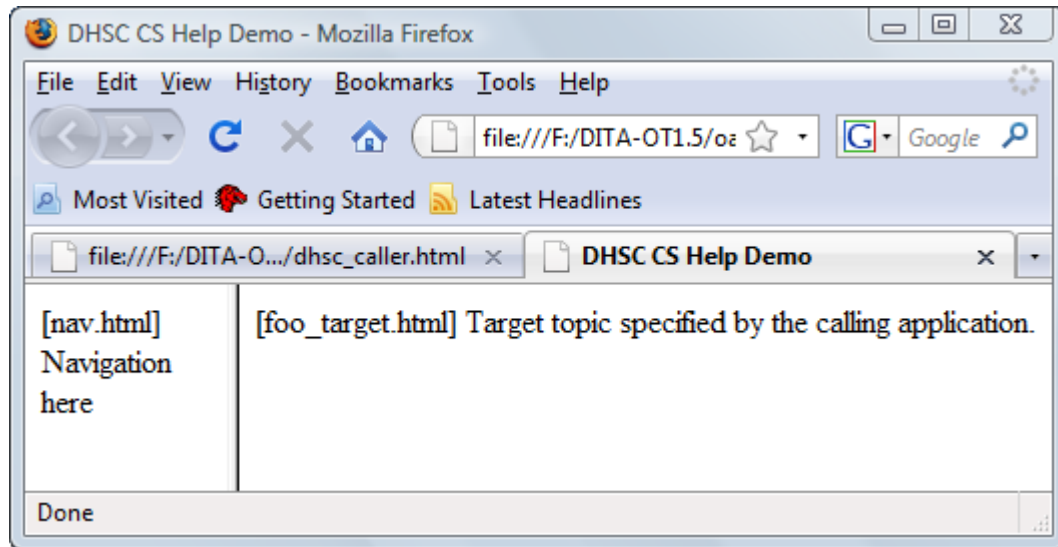 DHSC CS Help Demo - Mozilla Firefox
File Edit View History Bookmarks Tools Help
file:///F:/DITA-OT1.5/oa G Google
Most Visited Getting Started Latest Headlines
file:///F:/DITA-O.../dhsc_caller.html DHSC CS Help Demo
[nav.html] [foo_target.html] Target topic specified by the calling application.
Navigation
here
Done